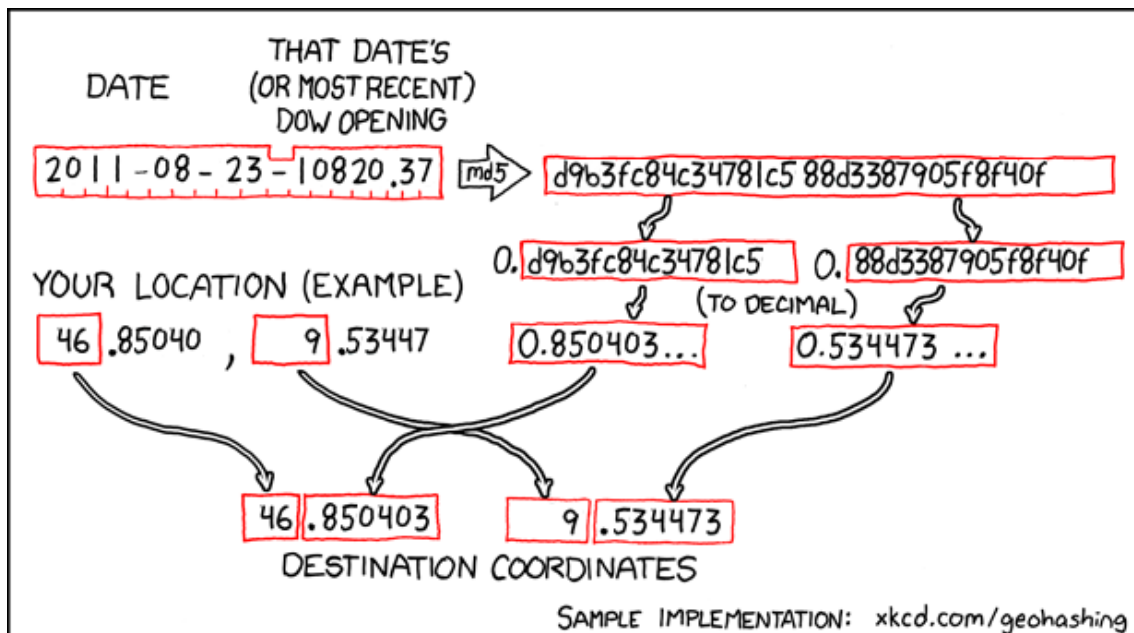 DATE
THAT DATE'S
(OR MOST RECENT)
DOW OPENING
2011-08-23-10820.37
md5
d9b3fc84c34781c588d3387905f8f40f
0.d9b3fc84c34781c5
0.88d3387905f8f40f
(TO DECIMAL)
0.850403...
0.534473...
YOUR LOCATION (EXAMPLE)
46.85040, 9.53447
46.850403
9.534473
DESTINATION COORDINATES
SAMPLE IMPLEMENTATION: xkcd.com/geohashing